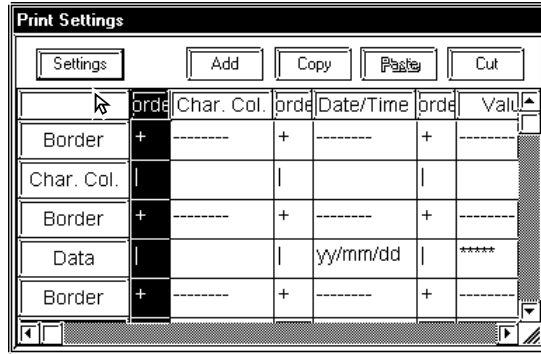 Print Settings
Settings Add Copy Paste Cut
orde Char. Col. orde Date/Time orde Valu
Border + -------- + -------- + --------
Char. Col. | | |
Border + -------- + -------- + --------
Data | | yy/mm/dd | *****
Border + -------- + -------- + --------